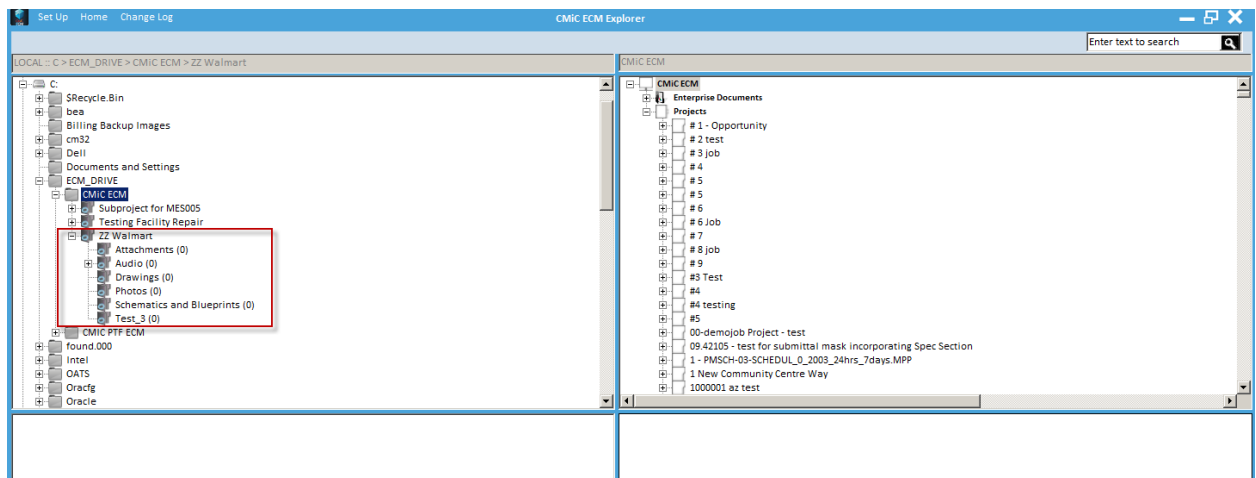 Set Up Home Change Log CMiC ECM Explorer
Enter text to search
LOCAL :: C > ECM_DRIVE > CMiC ECM > ZZ Walmart
C:
$Recycle.Bin
bea
Billing Backup Images
cm32
Dell
Documents and Settings
ECM_DRIVE
CMiC ECM
Subproject for MES005
Testing Facility Repair
ZZ Walmart
Attachments (0)
Audio (0)
Drawings (0)
Photos (0)
Schematics and Blueprints (0)
Test_3 (0)
CMIC PTF ECM
found.000
Intel
OATS
Oracfg
Oracle
CMiC ECM
CMiC ECM
Enterprise Documents
Projects
# 1 - Opportunity
# 2 test
# 3 job
# 4
# 5
# 5
# 6
# 6 Job
# 7
# 8 job
# 9
#3 Test
#4
#4 testing
#5
00-demojob Project - test
09.42105 - test for submittal mask incorporating Spec Section
1 - PMSCH-03-SCHEDUL_0_2003_24hrs_7days.MPP
1 New Community Centre Way
1000001 az test